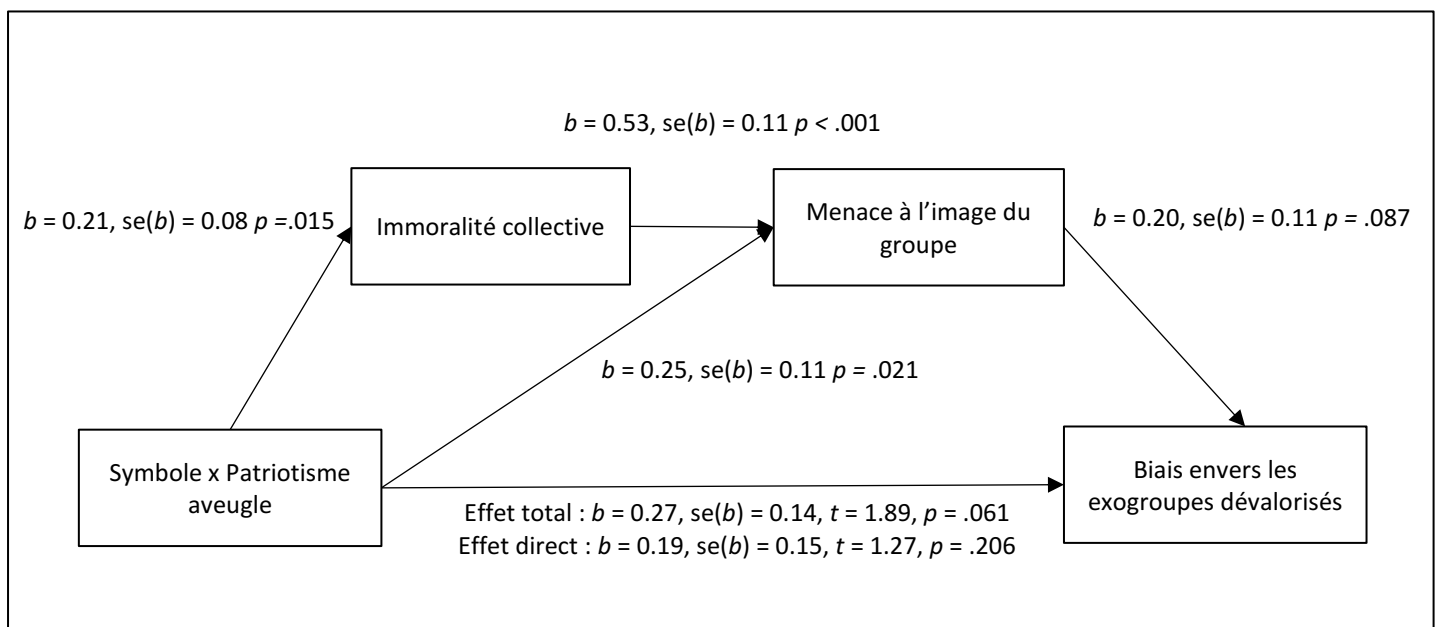 b = 0.53, se(b) = 0.11 p < .001
b = 0.21, se(b) = 0.08 p =.015
Immoralité collective
Menace à l’image du
groupe
b = 0.20, se(b) = 0.11 p = .087
b = 0.25, se(b) = 0.11 p = .021
Symbole x Patriotisme
aveugle
Biais envers les
exogroupes dévalorisés
Effet total : b = 0.27, se(b) = 0.14, t = 1.89, p = .061
Effet direct : b = 0.19, se(b) = 0.15, t = 1.27, p = .206